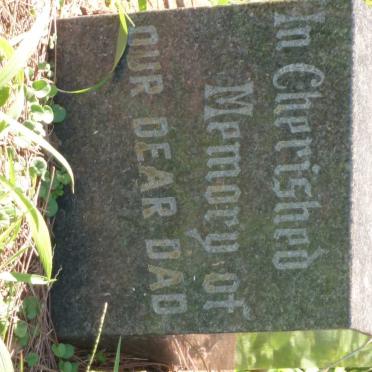 In Cherished
Memory of
OUR DEAR DAD